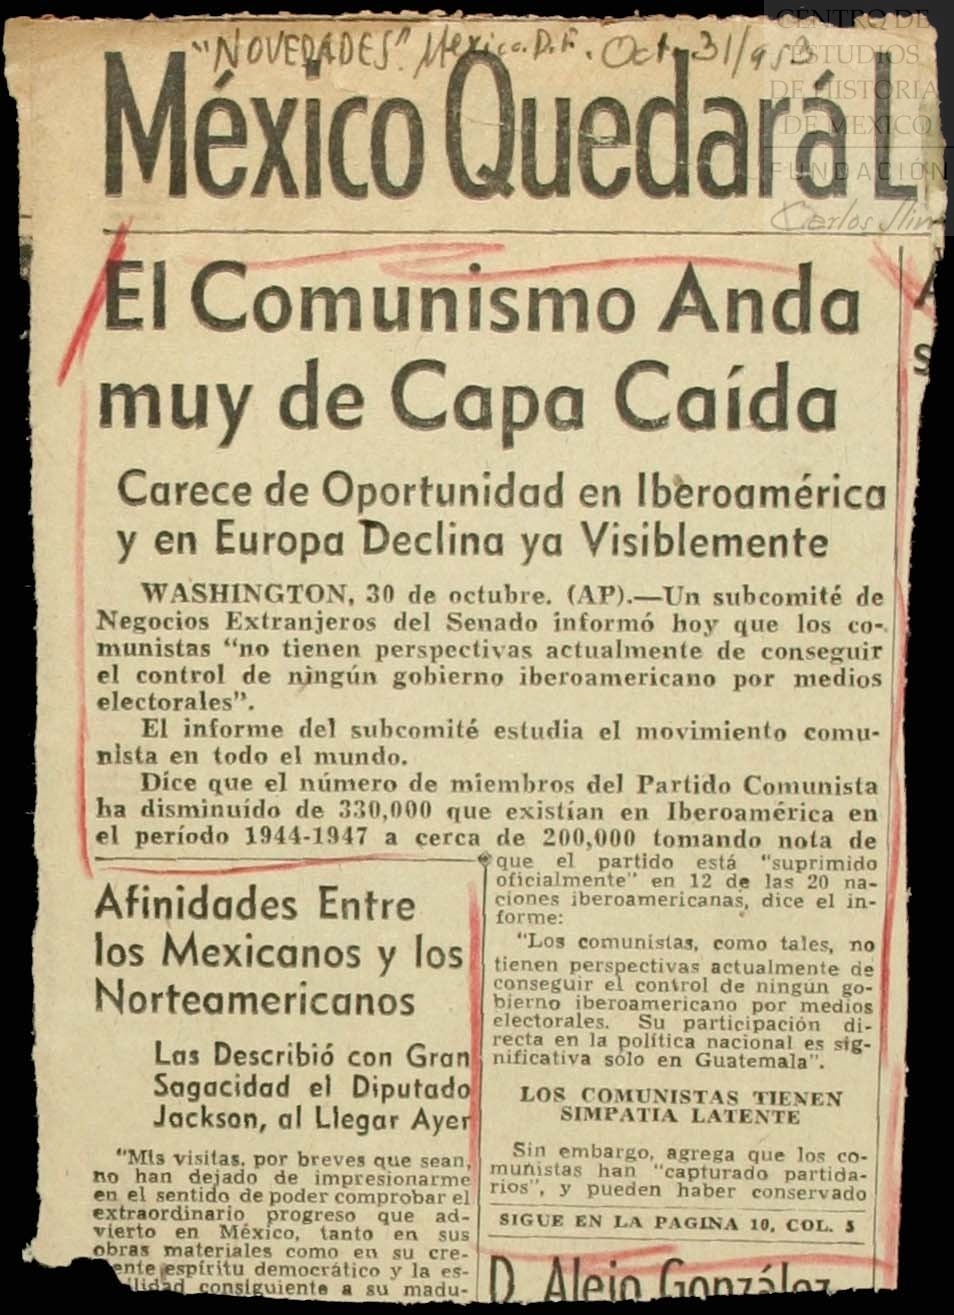 "NOVEDADES". Mexico. D.F. Oct. 31/953
CENTRO DE
ESTUDIOS
DE HISTORIA
DE MEXICO
FUNDACIÓN
Carlos Slim
México Quedará L
El Comunismo Anda
muy de Capa Caída
Carece de Oportunidad en Iberoamérica
y en Europa Declina ya Visiblemente
WASHINGTON, 30 de octubre. (AP).—Un subcomité de
Negocios Extranjeros del Senado informó hoy que los co-
munistas "no tienen perspectivas actualmente de conseguir
el control de ningún gobierno iberoamericano por medios
electorales".
El informe del subcomité estudia el movimiento comu-
nista en todo el mundo.
Dice que el número de miembros del Partido Comunista
ha disminuído de 330,000 que existían en Iberoamérica en
el período 1944-1947 a cerca de 200,000 tomando nota de
que el partido está "suprimido
oficialmente" en 12 de las 20 na-
ciones iberoamericanas, dice el in-
forme:
"Los comunistas, como tales, no
tienen perspectivas actualmente de
conseguir el control de ningún go-
bierno iberoamericano por medios
electorales. Su participación di-
recta en la política nacional es sig-
nificativa sólo en Guatemala".
LOS COMUNISTAS TIENEN
SIMPATIA LATENTE
Sin embargo, agrega que los co-
munistas han "capturado partida-
rios", y pueden haber conservado
SIGUE EN LA PAGINA 10, COL. 5
Afinidades Entre
los Mexicanos y los
Norteamericanos
Las Describió con Gran
Sagacidad el Diputado
Jackson, al Llegar Ayer
"Mis visitas, por breves que sean,
no han dejado de impresionarme
en el sentido de poder comprobar el
extraordinario progreso que ad-
vierto en México, tanto en sus
obras materiales como en su cre-
ente espíritu democrático y la es-
ilidad consiguiente a su madu-
D. Alejo González
A
S